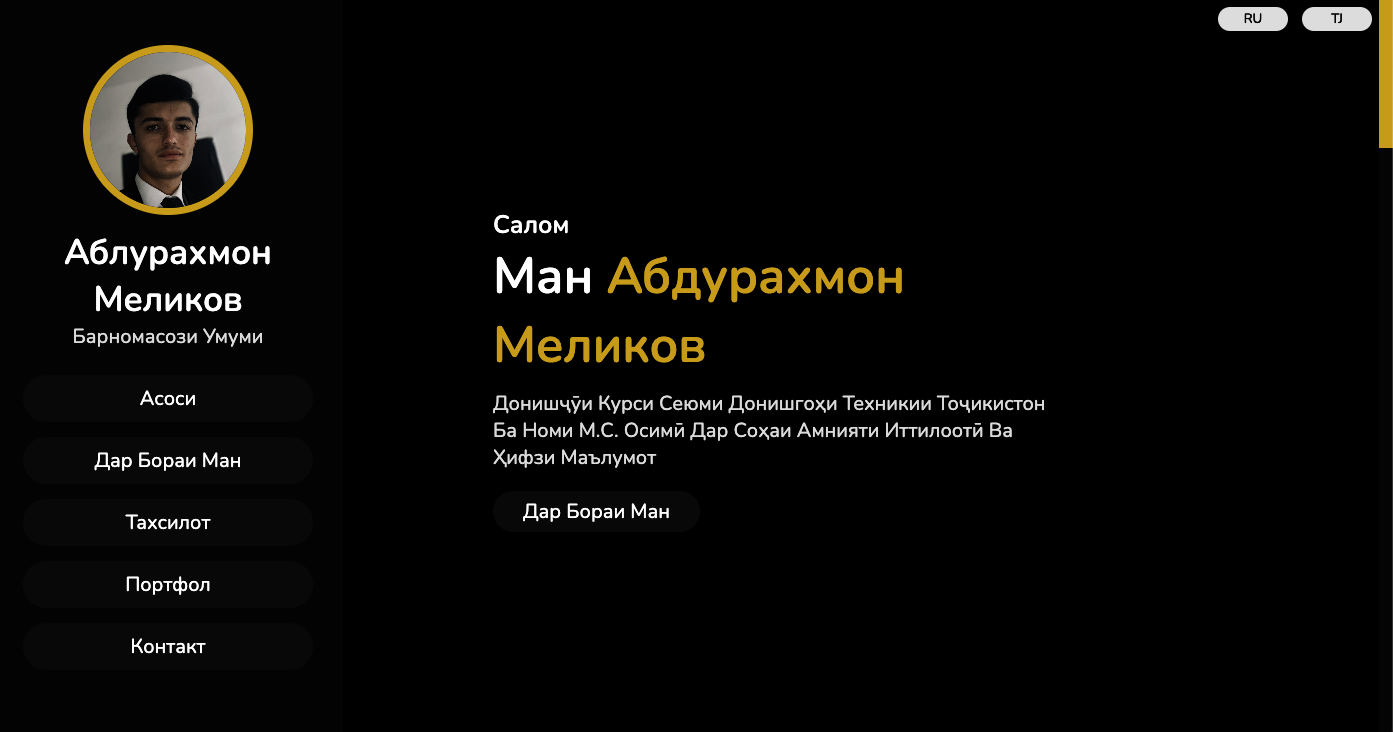 RU
TJ
Аблурахмон
Меликов
Барномасози Умуми
Асоси
Дар Бораи Ман
Тахсилот
Портфол
Контакт
Салом
Ман Абдурахмон
Меликов
Донишҷӯи Курси Сеюми Донишгоҳи Техникии Тоҷикистон
Ба Номи М.С. Осимӣ Дар Соҳаи Амнияти Иттилоотӣ Ва
Ҳифзи Маълумот
Дар Бораи Ман